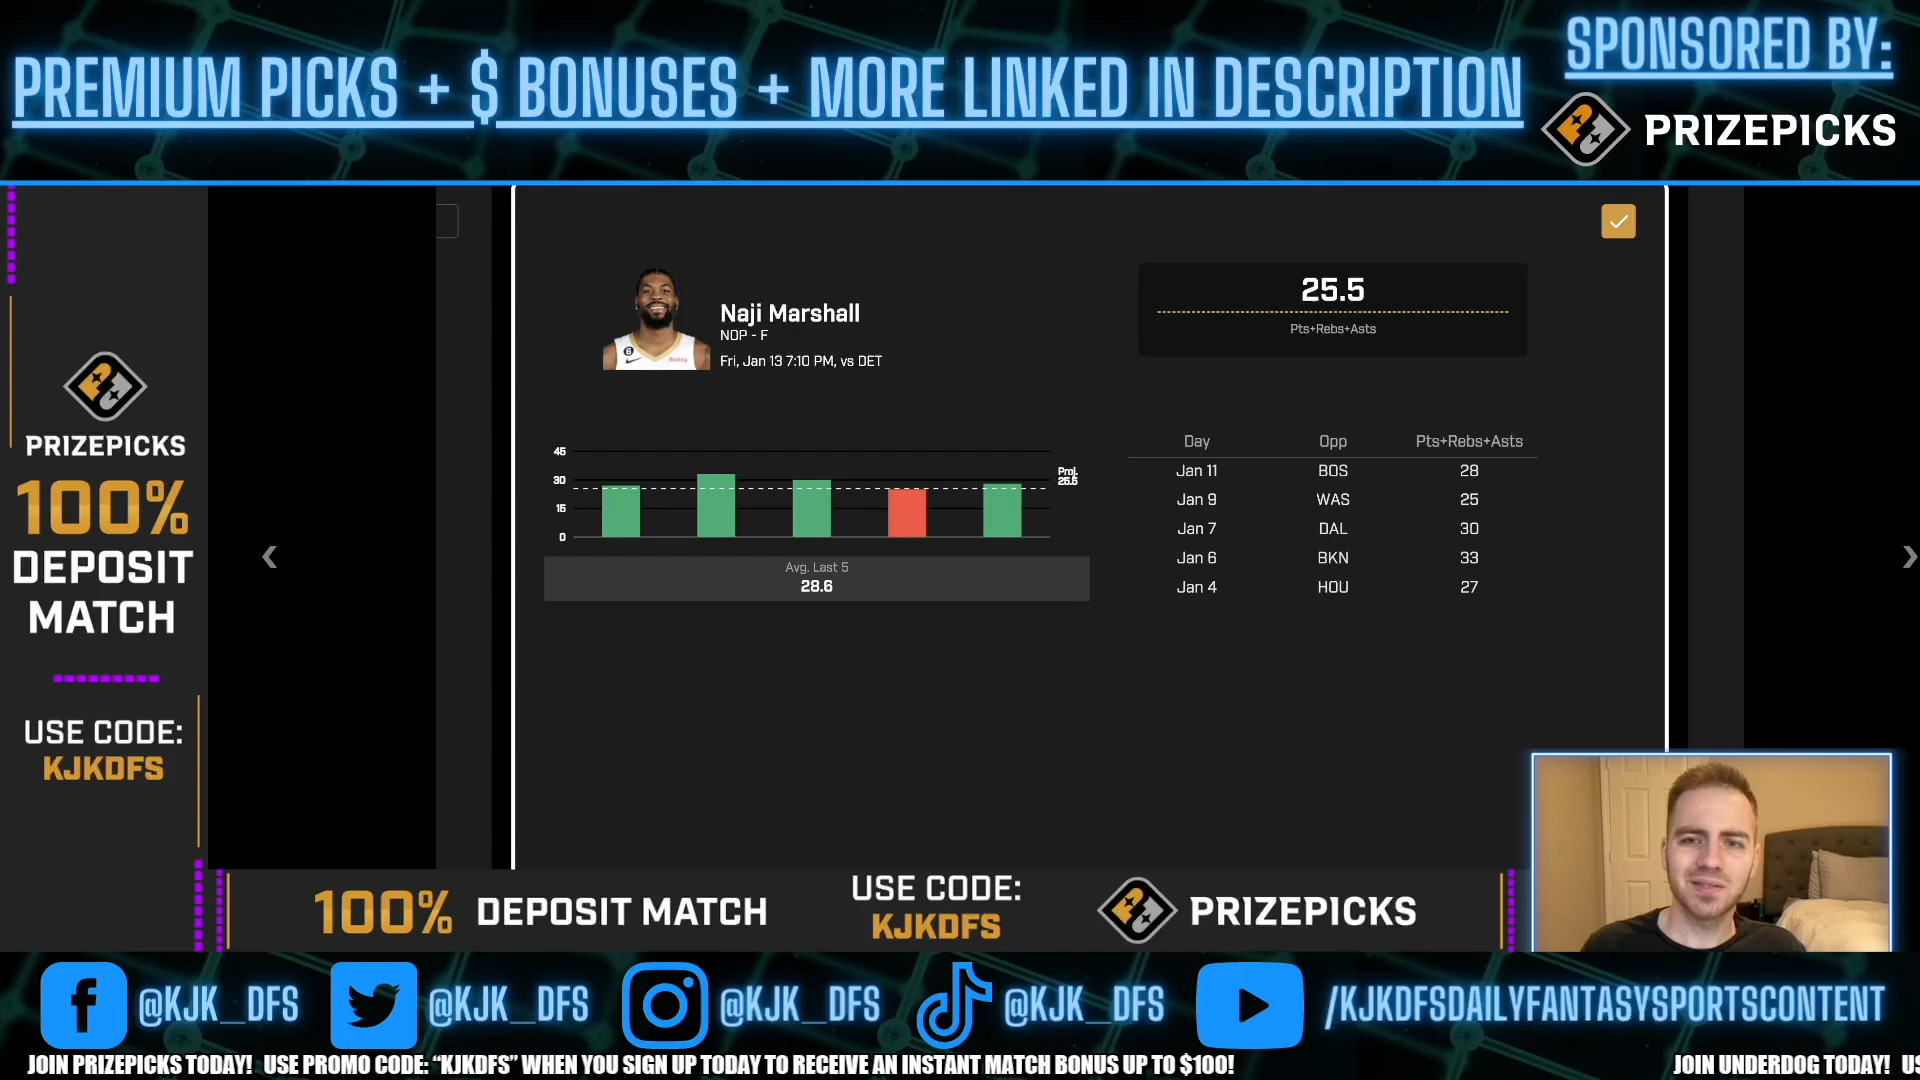 PREMIUM PICKS + $ BONUSES + MORE LINKED IN DESCRIPTION
SPONSORED BY:
PRIZEPICKS
PRIZEPICKS
100%
DEPOSIT
MATCH
USE CODE:
KJKDFS
Naji Marshall
NOP - F
Fri, Jan 13 7:10 PM, vs DET
25.5
Pts+Rebs+Asts
45
30
15
0
Proj.
25.5
Avg. Last 5
28.6
Day Opp Pts+Rebs+Asts
Jan 11 BOS 28
Jan 9 WAS 25
Jan 7 DAL 30
Jan 6 BKN 33
Jan 4 HOU 27
100% DEPOSIT MATCH
USE CODE:
KJKDFS
PRIZEPICKS
@KJK_DFS @KJK_DFS @KJK_DFS @KJK_DFS /KJKDFSDAILYFANTASYSPORTSCONTENT
JOIN PRIZEPICKS TODAY! USE PROMO CODE: “KJKDFS” WHEN YOU SIGN UP TODAY TO RECEIVE AN INSTANT MATCH BONUS UP TO $100! JOIN UNDERDOG TODAY!